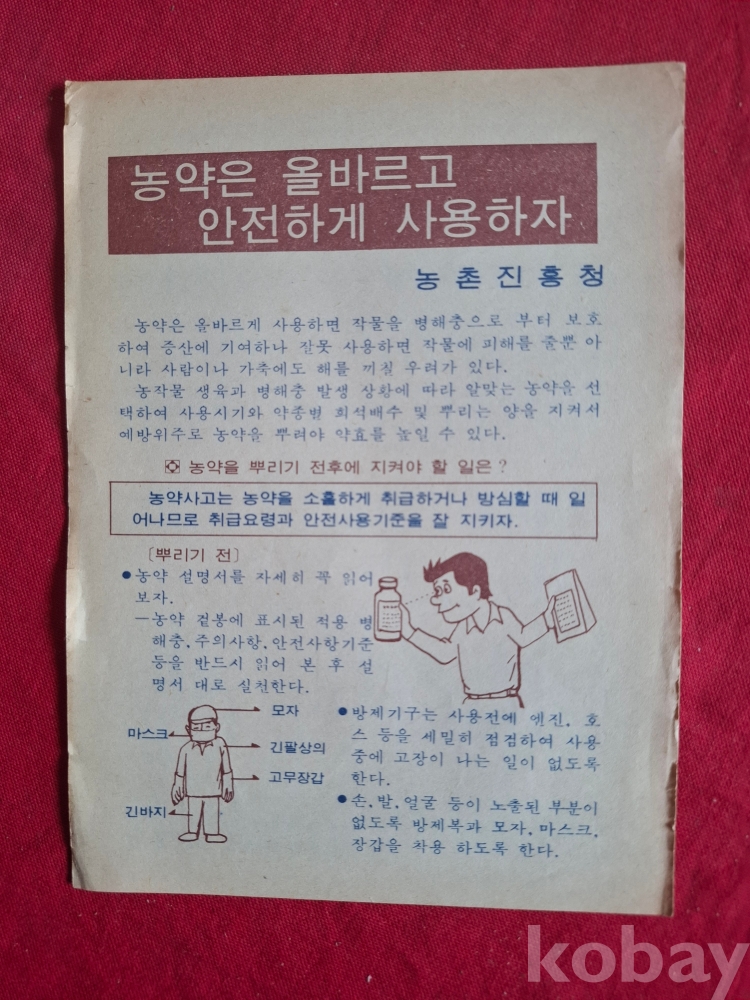 농약은 올바르고
안전하게 사용하자
농촌진흥청
농약은 올바르게 사용하면 작물을 병해충으로 부터 보호
하여 증산에 기여하나 잘못 사용하면 작물에 피해를 줄뿐 아
니라 사람이나 가축에도 해를 끼칠 우려가 있다.
농작물 생육과 병해충 발생 상황에 따라 알맞는 농약을 선
택하여 사용시기와 약종별 희석배수 및 뿌리는 양을 지켜서
예방위주로 농약을 뿌려야 약효를 높일 수 있다.
농약을 뿌리기 전후에 지켜야 할 일은?
농약사고는 농약을 소홀하게 취급하거나 방심할 때 일
어나므로 취급요령과 안전사용기준을 잘 지키자.
〔뿌리기 전〕
●농약 설명서를 자세히 꼭 읽어
보자.
—농약 겉봉에 표시된 적용 병
해충, 주의사항, 안전사항기준
등을 반드시 읽어 본 후 설
명서 대로 실천한다.
모자
마스크
긴팔상의
고무장갑
긴바지
●방제기구는 사용전에 엔진, 호
스 등을 세밀히 점검하여 사용
중에 고장이 나는 일이 없도록
한다.
●손, 발, 얼굴 등이 노출된 부분이
없도록 방제복과 모자, 마스크,
장갑을 착용 하도록 한다.
kobay